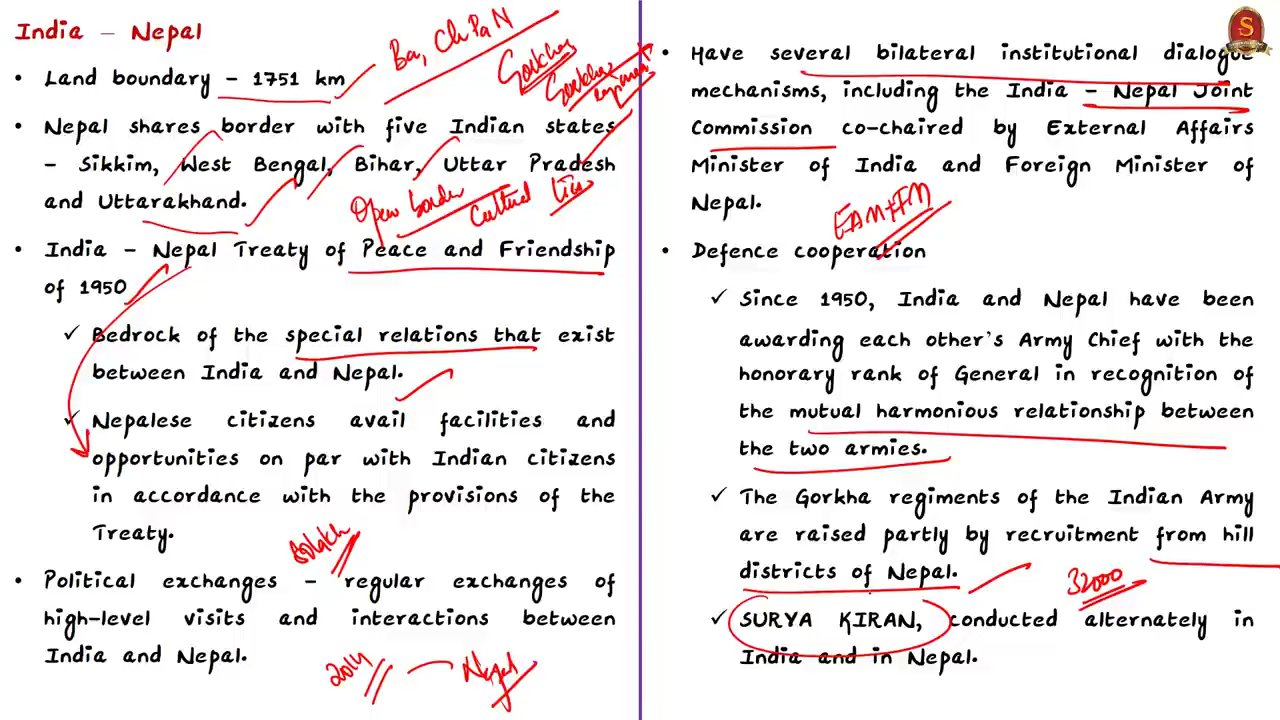 India – Nepal
• Land boundary – 1751 km
Ba, Ch Pa N
Gorkhas
Gorkhas
regiment
• Nepal shares border with five Indian states
– Sikkim, West Bengal, Bihar, Uttar Pradesh
and Uttarakhand.
Open border
Cultural ties
• India – Nepal Treaty of Peace and Friendship
of 1950
✓ Bedrock of the special relations that exist
between India and Nepal.
✓ Nepalese citizens avail facilities and
opportunities on par with Indian citizens
in accordance with the provisions of the
Treaty.
• Political exchanges – regular exchanges of
high-level visits and interactions between
India and Nepal.
2014 — Nepal
• Have several bilateral institutional dialogue
mechanisms, including the India – Nepal Joint
Commission co-chaired by External Affairs
Minister of India and Foreign Minister of
Nepal.
EAM+FM
• Defence cooperation
✓ Since 1950, India and Nepal have been
awarding each other's Army Chief with the
honorary rank of General in recognition of
the mutual harmonious relationship between
the two armies.
✓ The Gorkha regiments of the Indian Army
are raised partly by recruitment from hill
districts of Nepal.
32000
✓ SURYA KIRAN, conducted alternately in
India and in Nepal.
S